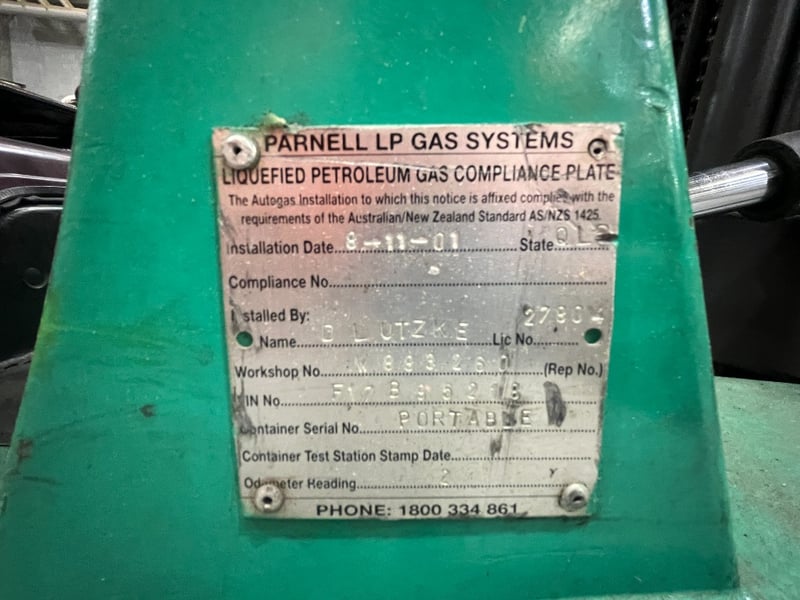 PARNELL LP GAS SYSTEMS
LIQUEFIED PETROLEUM GAS COMPLIANCE PLATE
The Autogas Installation to which this notice is affixed complies with the
requirements of the Australian/New Zealand Standard AS/NZS 1425.
Installation Date 8-11-01 State QLD
Compliance No.
Installed By: 27804
Name D LUTZKE Lic No.
Workshop No. (Rep No.)
VIN No.
Container Serial No. PORTABLE
Container Test Station Stamp Date
Odometer Reading 2
PHONE: 1800 334 861